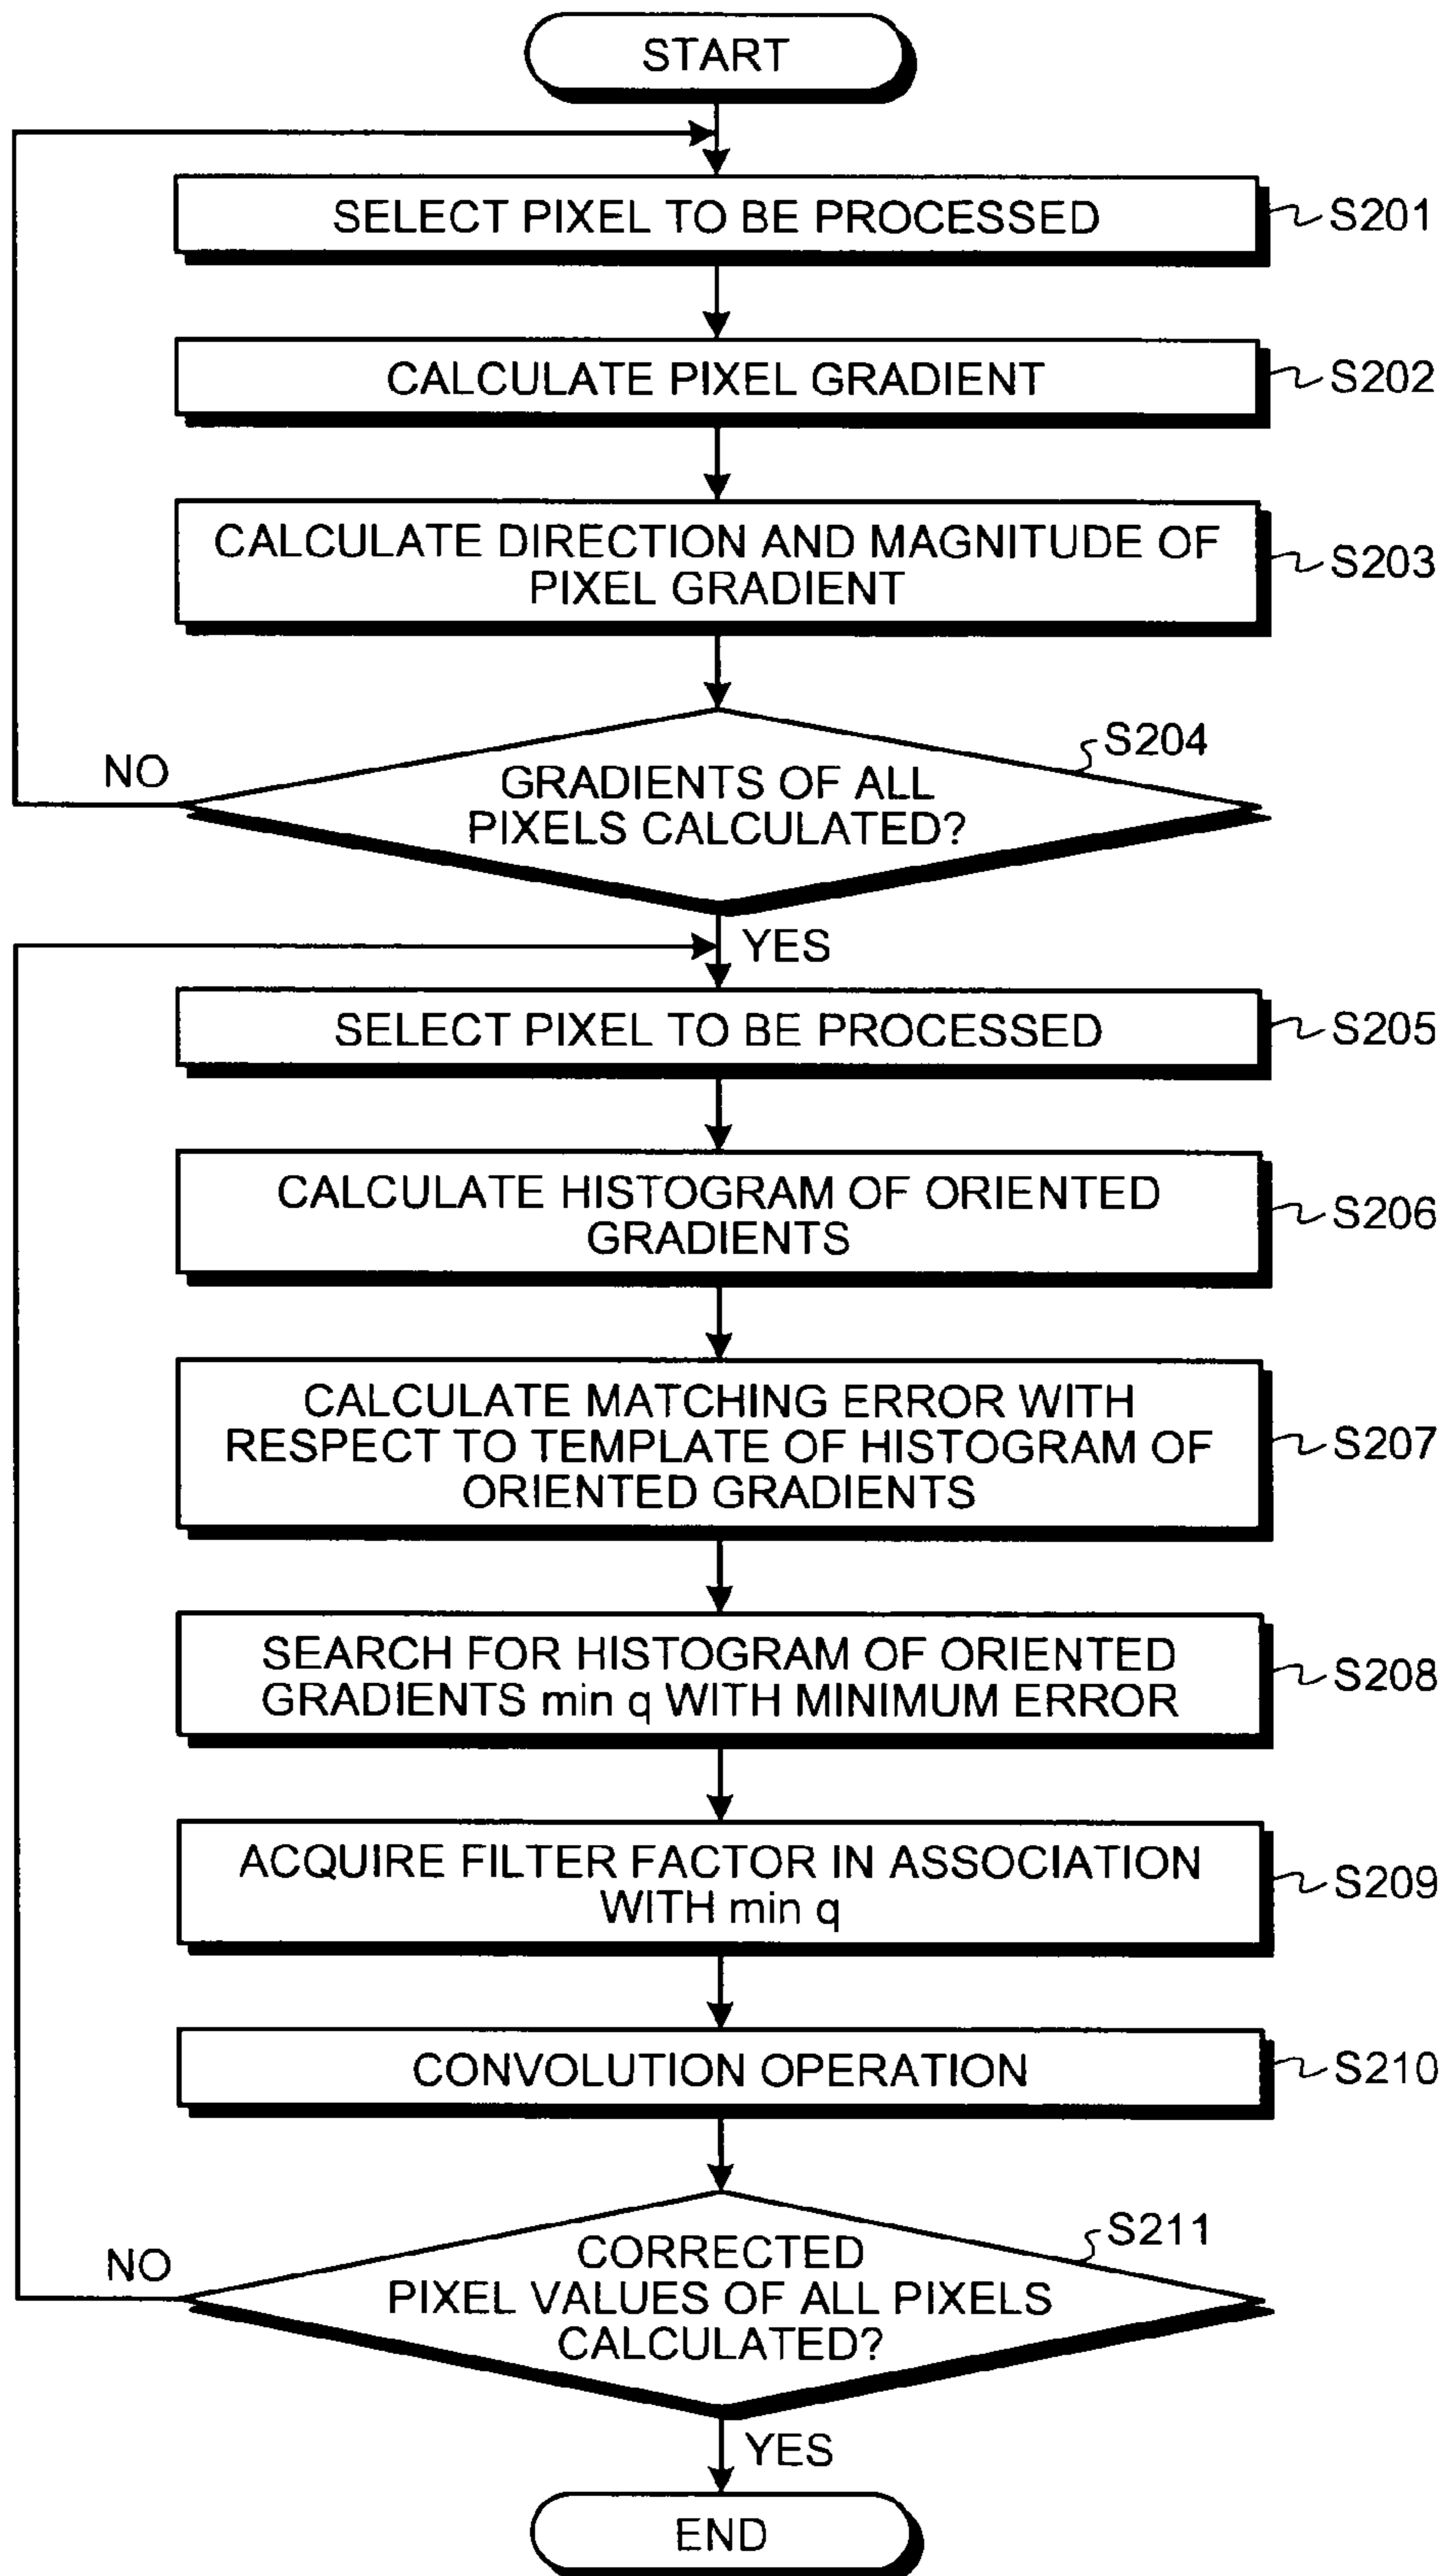 START
SELECT PIXEL TO BE PROCESSED
S201
CALCULATE PIXEL GRADIENT
S202
CALCULATE DIRECTION AND MAGNITUDE OF
PIXEL GRADIENT
S203
S204
NO
GRADIENTS OF ALL
PIXELS CALCULATED?
YES
SELECT PIXEL TO BE PROCESSED
S205
CALCULATE HISTOGRAM OF ORIENTED
GRADIENTS
S206
CALCULATE MATCHING ERROR WITH
RESPECT TO TEMPLATE OF HISTOGRAM OF
ORIENTED GRADIENTS
S207
SEARCH FOR HISTOGRAM OF ORIENTED
GRADIENTS min q WITH MINIMUM ERROR
S208
ACQUIRE FILTER FACTOR IN ASSOCIATION
WITH min q
S209
CONVOLUTION OPERATION
S210
S211
NO
CORRECTED
PIXEL VALUES OF ALL PIXELS
CALCULATED?
YES
END